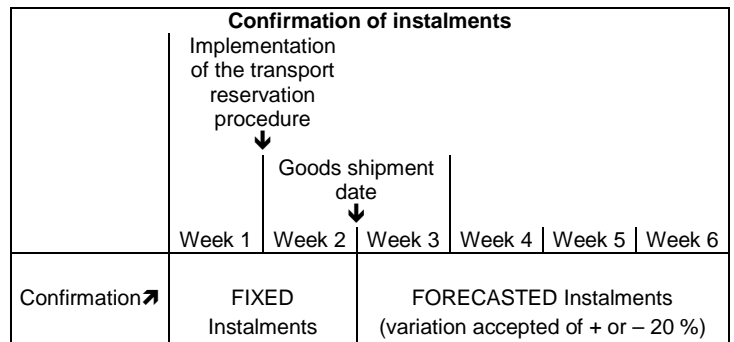 Confirmation of instalments
Implementation
of the transport
reservation
procedure
🡻
Goods shipment
date
🡻
Week 1 Week 2 Week 3 Week 4 Week 5 Week 6
Confirmation🡽 FIXED FORECASTED Instalments
Instalments (variation accepted of + or – 20 %)